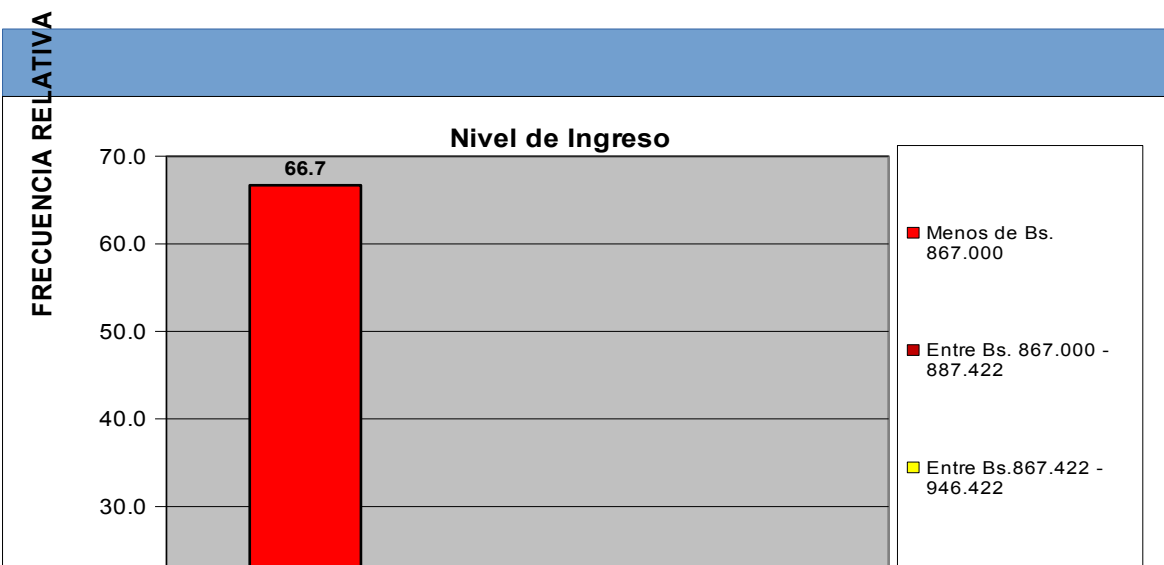 FRECUENCIA RELATIVA
Nivel de Ingreso
70.0
66.7
60.0
50.0
40.0
30.0
Menos de Bs.
867.000
Entre Bs. 867.000 -
887.422
Entre Bs.867.422 -
946.422